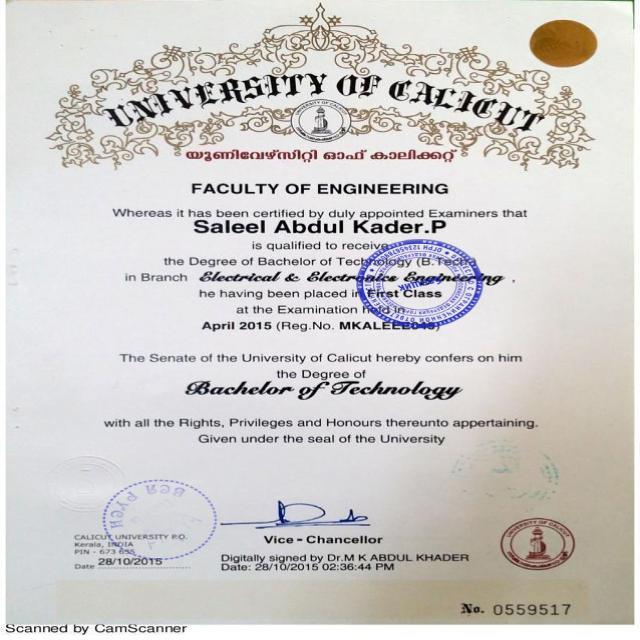 UNIVERSITY OF CALICUT
യൂണിവേഴ്സിറ്റി ഓഫ് കാലിക്കറ്റ്
FACULTY OF ENGINEERING
Whereas it has been certified by duly appointed Examiners that
Saleel Abdul Kader.P
is qualified to receive
the Degree of Bachelor of Technology (B.Tech)
in Branch Electrical & Electronics Engineering ,
he having been placed in First Class
at the Examination held in
April 2015 (Reg.No. MKALEEE045)
The Senate of the University of Calicut hereby confers on him
the Degree of
Bachelor of Technology
with all the Rights, Privileges and Honours thereunto appertaining.
Given under the seal of the University
CALICUT UNIVERSITY P.O.
Kerala, INDIA
PIN - 673 635
Date 28/10/2015
Vice - Chancellor
Digitally signed by Dr.M K ABDUL KHADER
Date: 28/10/2015 02:36:44 PM
UNIVERSITY OF CALICUT
No. 0559517
Scanned by CamScanner